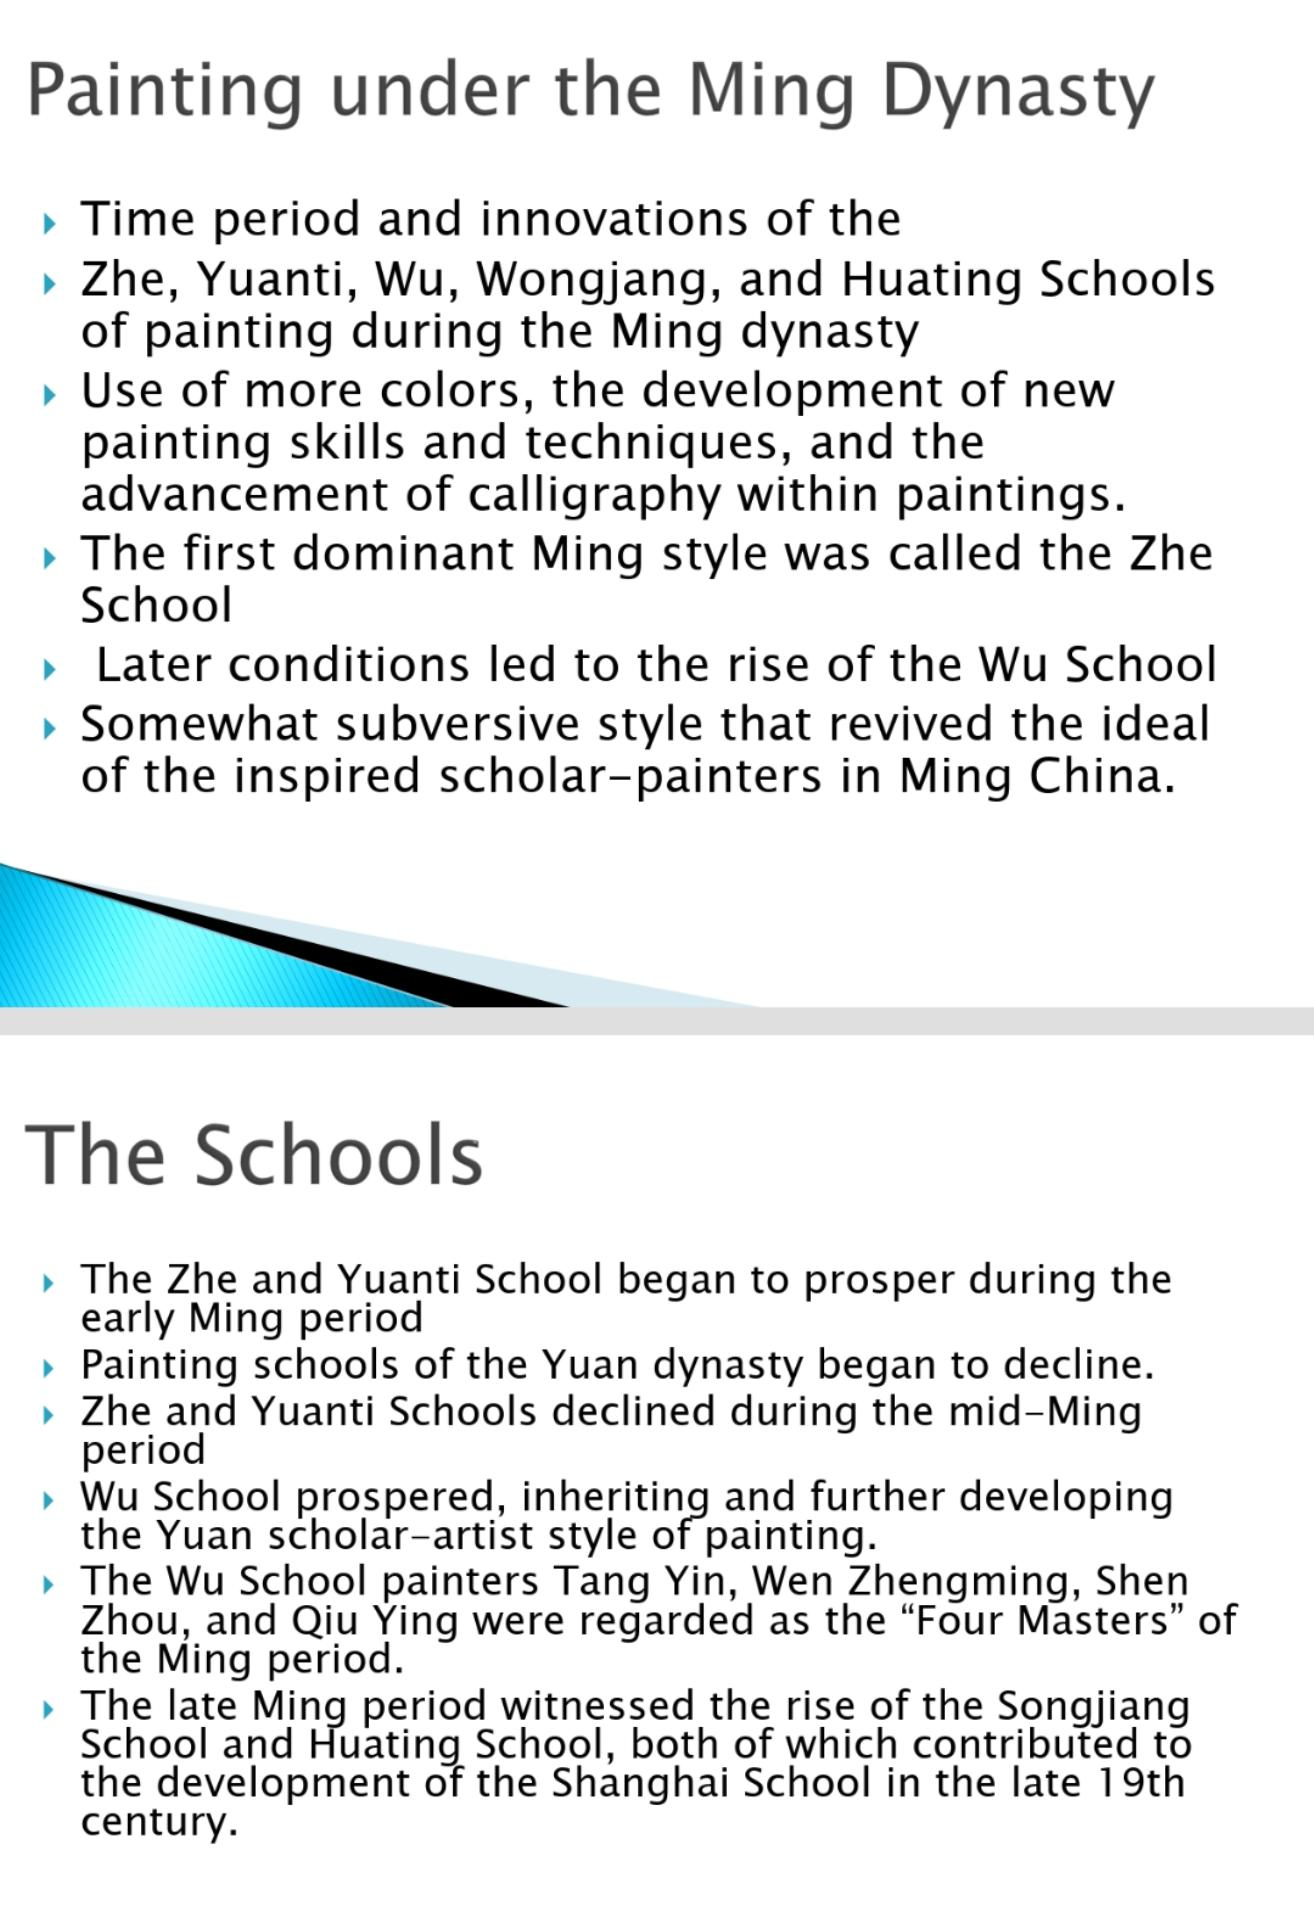 Painting under the Ming Dynasty
Time period and innovations of the
Zhe, Yuanti, Wu, Wongjang, and Huating Schools
of painting during the Ming dynasty
Use of more colors, the development of new
painting skills and techniques, and the
advancement of calligraphy within paintings.
The first dominant Ming style was called the Zhe
School
Later conditions led to the rise of the Wu School
Somewhat subversive style that revived the ideal
of the inspired scholar-painters in Ming China.
The Schools
The Zhe and Yuanti School began to prosper during the
early Ming period
Painting schools of the Yuan dynasty began to decline.
Zhe and Yuanti Schools declined during the mid-Ming
period
Wu School prospered, inheriting and further developing
the Yuan scholar-artist style of painting.
The Wu School painters Tang Yin, Wen Zhengming, Shen
Zhou, and Qiu Ying were regarded as the “Four Masters” of
the Ming period.
The late Ming period witnessed the rise of the Songjiang
School and Huating School, both of which contributed to
the development of the Shanghai School in the late 19th
century.